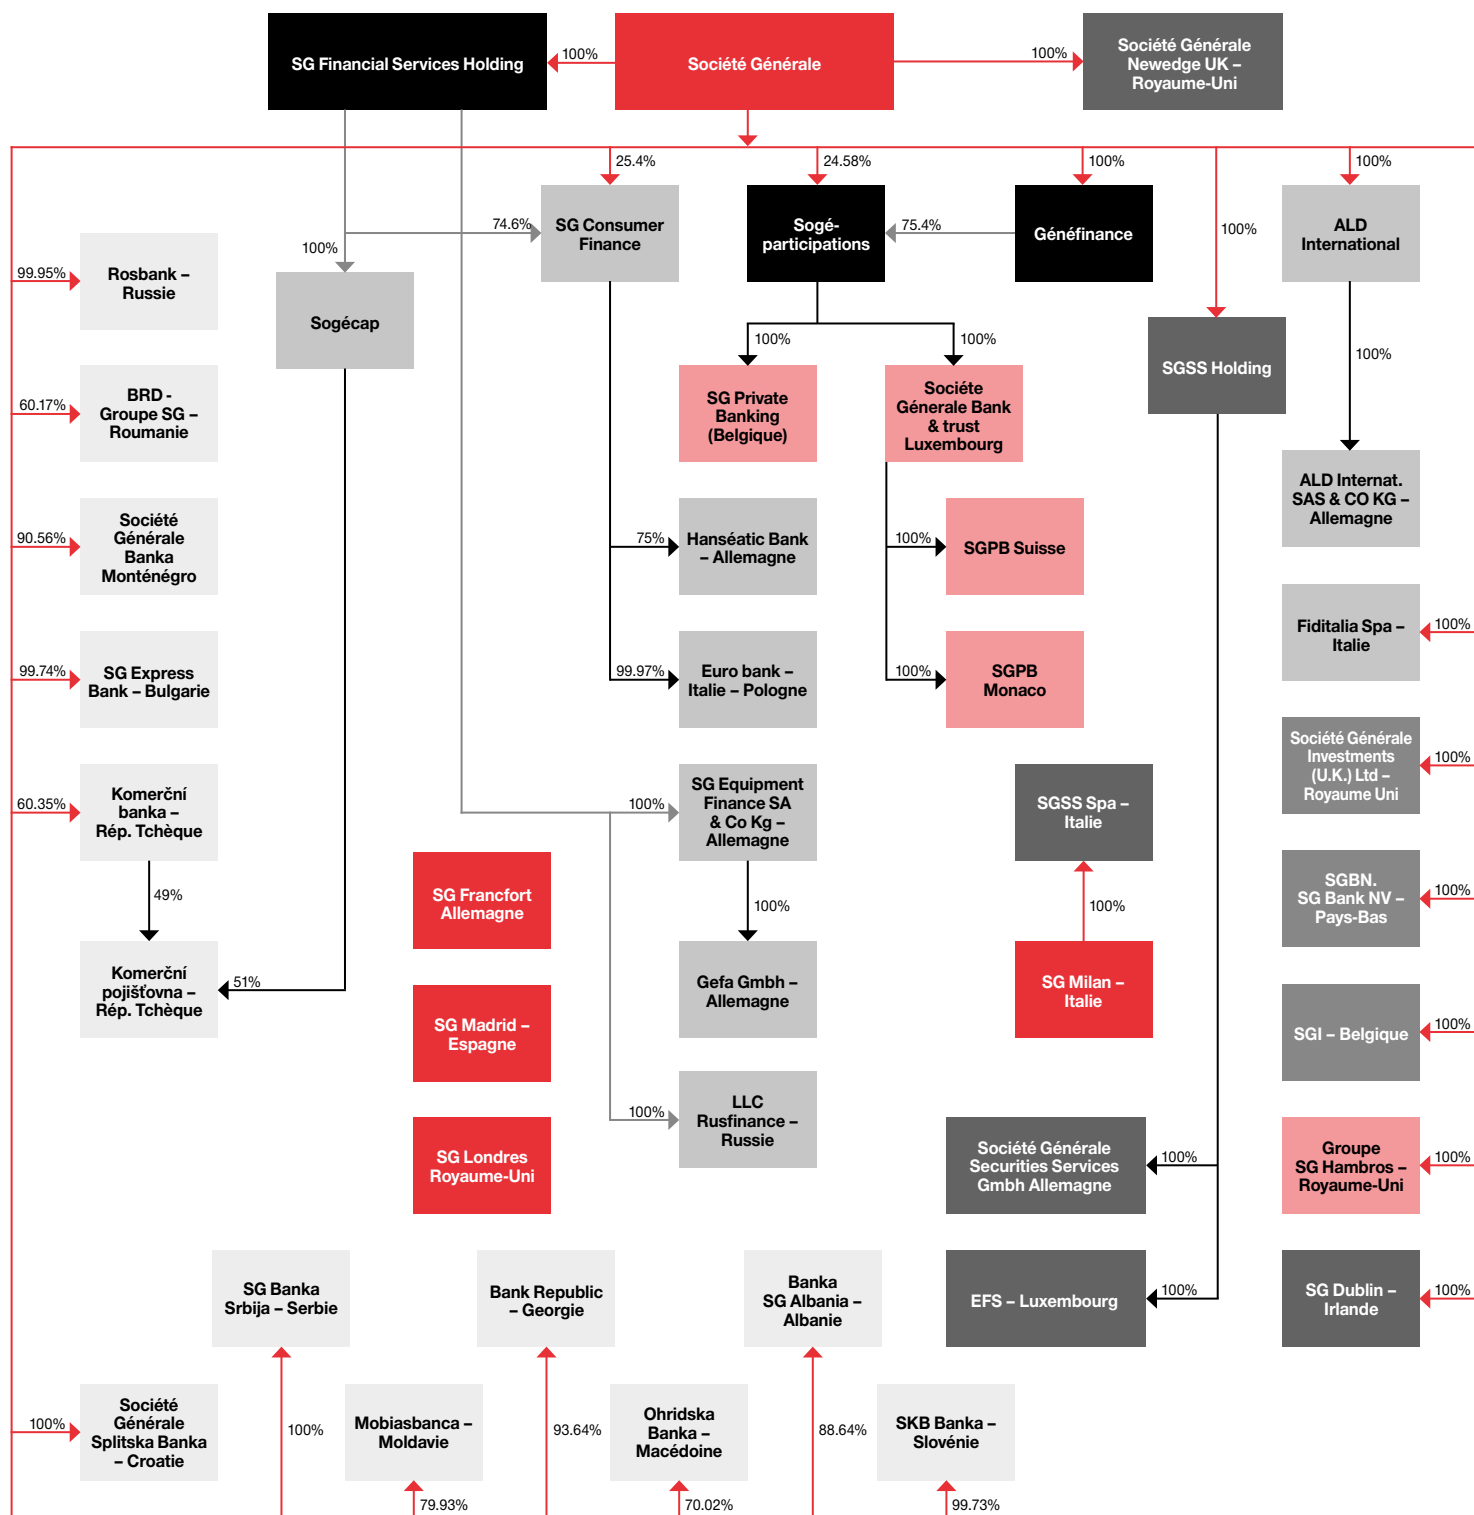 SG Financial Services Holding
100%
Société Générale
100%
Société Générale
Newedge UK –
Royaume-Uni
25.4%
24.58%
100%
100%
100%
SG Consumer
Finance
74.6%
Sogé-
participations
75.4%
Généfinance
ALD
International
100%
Sogécap
99.95%
Rosbank –
Russie
100%
100%
100%
SGSS Holding
60.17%
BRD -
Groupe SG –
Roumanie
SG Private
Banking
(Belgique)
Sociéte
Génerale Bank
& trust
Luxembourg
ALD Internat.
SAS & CO KG –
Allemagne
90.56%
Société
Générale
Banka
Monténégro
75%
Hanséatic Bank
– Allemagne
100%
SGPB Suisse
Fiditalia Spa –
Italie
100%
99.74%
SG Express
Bank – Bulgarie
99.97%
Euro bank –
Italie – Pologne
100%
SGPB
Monaco
Société Générale
Investments
(U.K.) Ltd –
Royaume Uni
100%
60.35%
Komerční
banka –
Rép. Tchèque
100%
SG Equipment
Finance SA
& Co Kg –
Allemagne
SGSS Spa –
Italie
49%
SG Francfort
Allemagne
100%
100%
SGBN.
SG Bank NV –
Pays-Bas
100%
Komerční
pojišťovna –
Rép. Tchèque
51%
Gefa Gmbh –
Allemagne
SG Milan –
Italie
SG Madrid –
Espagne
SGI – Belgique
100%
100%
LLC
Rusfinance –
Russie
SG Londres
Royaume-Uni
Société Générale
Securities Services
Gmbh Allemagne
100%
Groupe
SG Hambros –
Royaume-Uni
100%
SG Banka
Srbija – Serbie
Bank Republic
– Georgie
Banka
SG Albania –
Albanie
EFS – Luxembourg
100%
SG Dublin –
Irlande
100%
100%
Société
Générale
Splitska Banka
– Croatie
100%
Mobiasbanca –
Moldavie
93.64%
Ohridska
Banka –
Macédoine
88.64%
SKB Banka –
Slovénie
79.93%
70.02%
99.73%